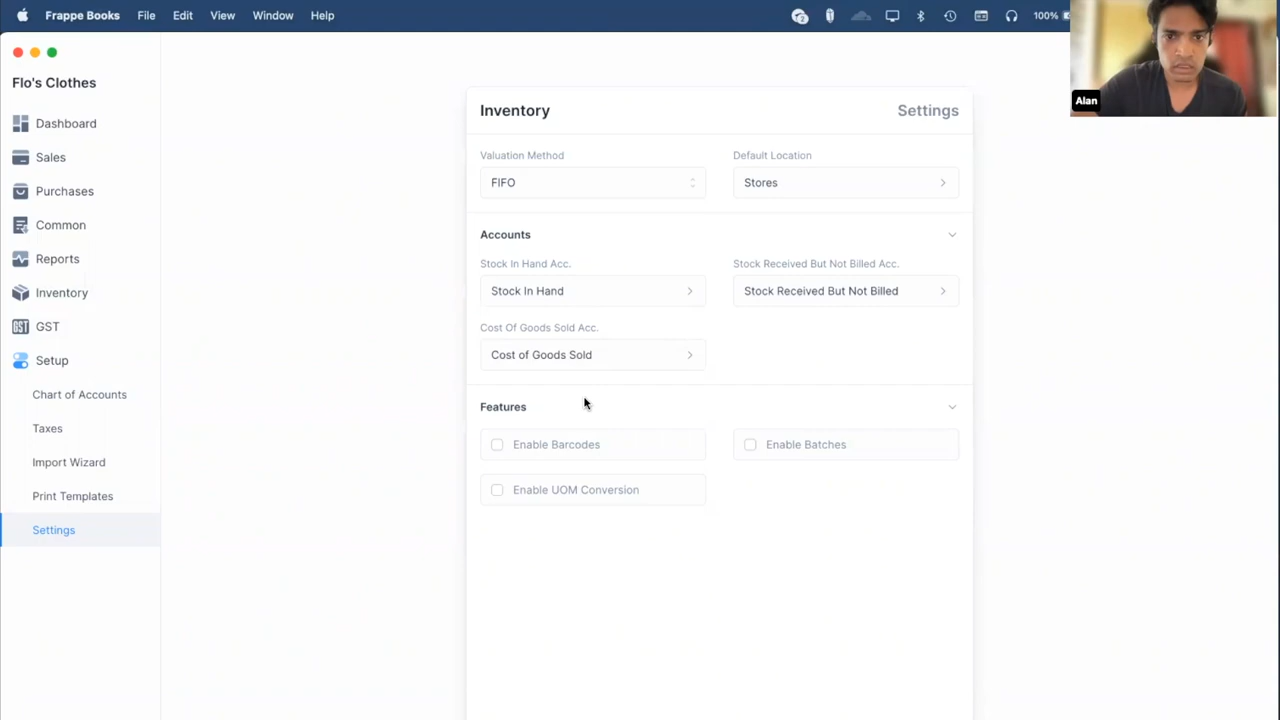 Frappe Books File Edit View Window Help 2 100%
Alan
Flo's Clothes
Dashboard
Sales
Purchases
Common
Reports
Inventory
GST GST
Setup
Chart of Accounts
Taxes
Import Wizard
Print Templates
Settings
Inventory Settings
Valuation Method Default Location
FIFO Stores
Accounts
Stock In Hand Acc. Stock Received But Not Billed Acc.
Stock In Hand Stock Received But Not Billed
Cost Of Goods Sold Acc.
Cost of Goods Sold
Features
Enable Barcodes Enable Batches
Enable UOM Conversion